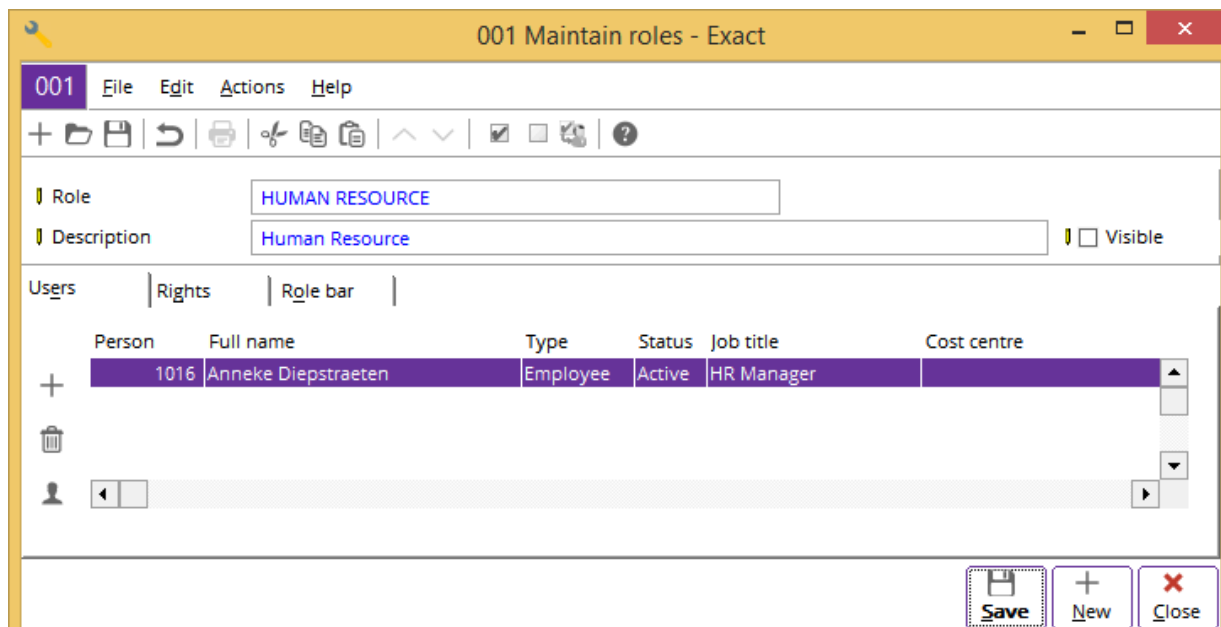 001 Maintain roles - Exact
001 File Edit Actions Help
Role HUMAN RESOURCE
Description Human Resource Visible
Users Rights Role bar
Person Full name Type Status Job title Cost centre
1016 Anneke Diepstraeten Employee Active HR Manager
Save New Close